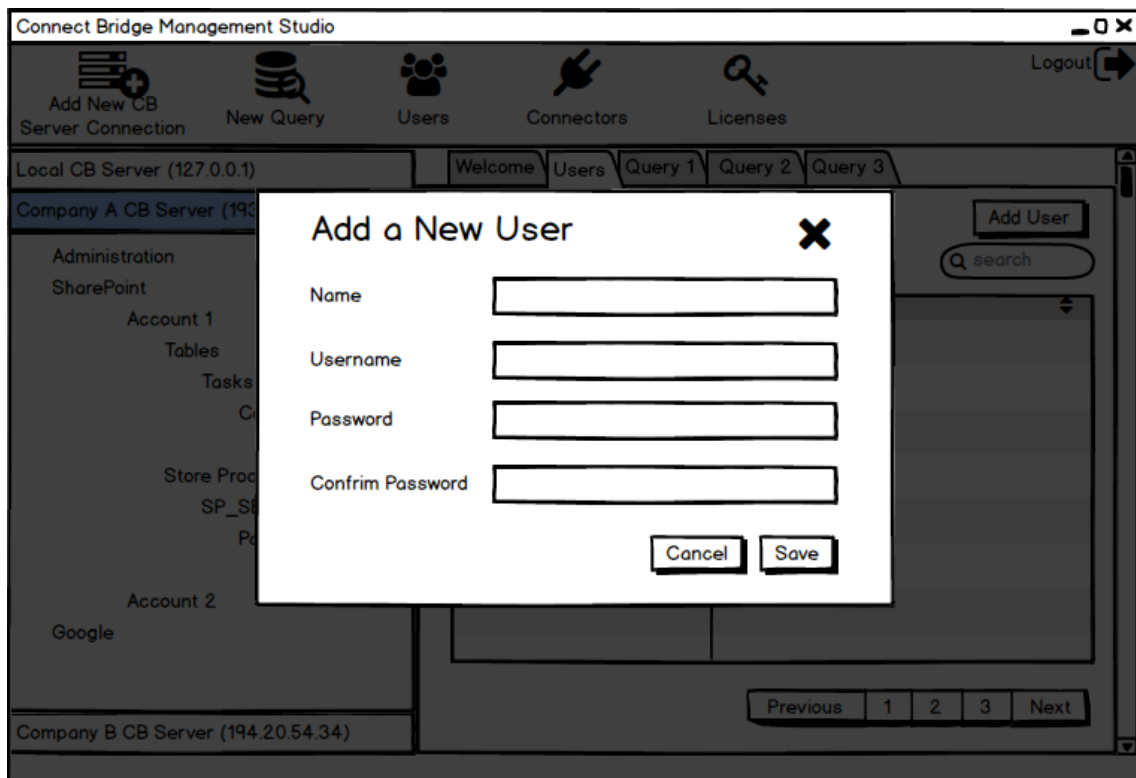 Connect Bridge Management Studio
Logout
Add New CB
Server Connection
New Query
Users
Connectors
Licenses
Local CB Server (127.0.0.1)
Welcome
Users
Query 1
Query 2
Query 3
Company A CB Server (193
Add User
search
Administration
SharePoint
Account 1
Tables
Tasks
Store Proc
SP_SE
Account 2
Google
Add a New User
Name
Username
Password
Confrim Password
Cancel
Save
Previous
1
2
3
Next
Company B CB Server (194.20.54.34)